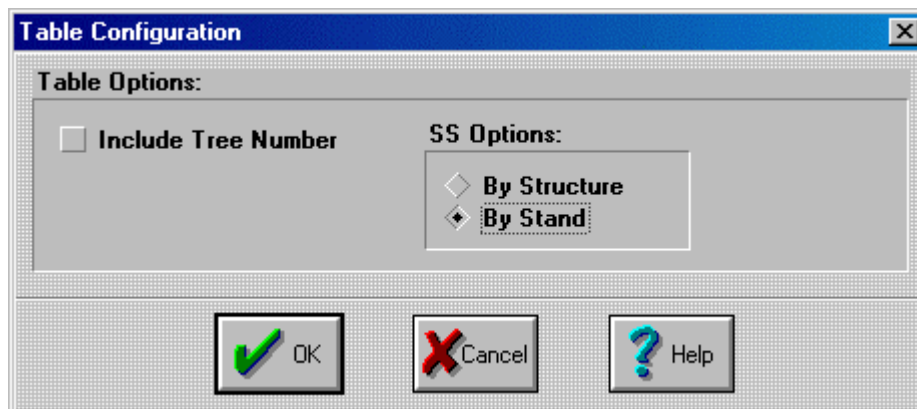 Table Configuration
Table Options:
Include Tree Number
SS Options:
By Structure
By Stand
OK
Cancel
Help